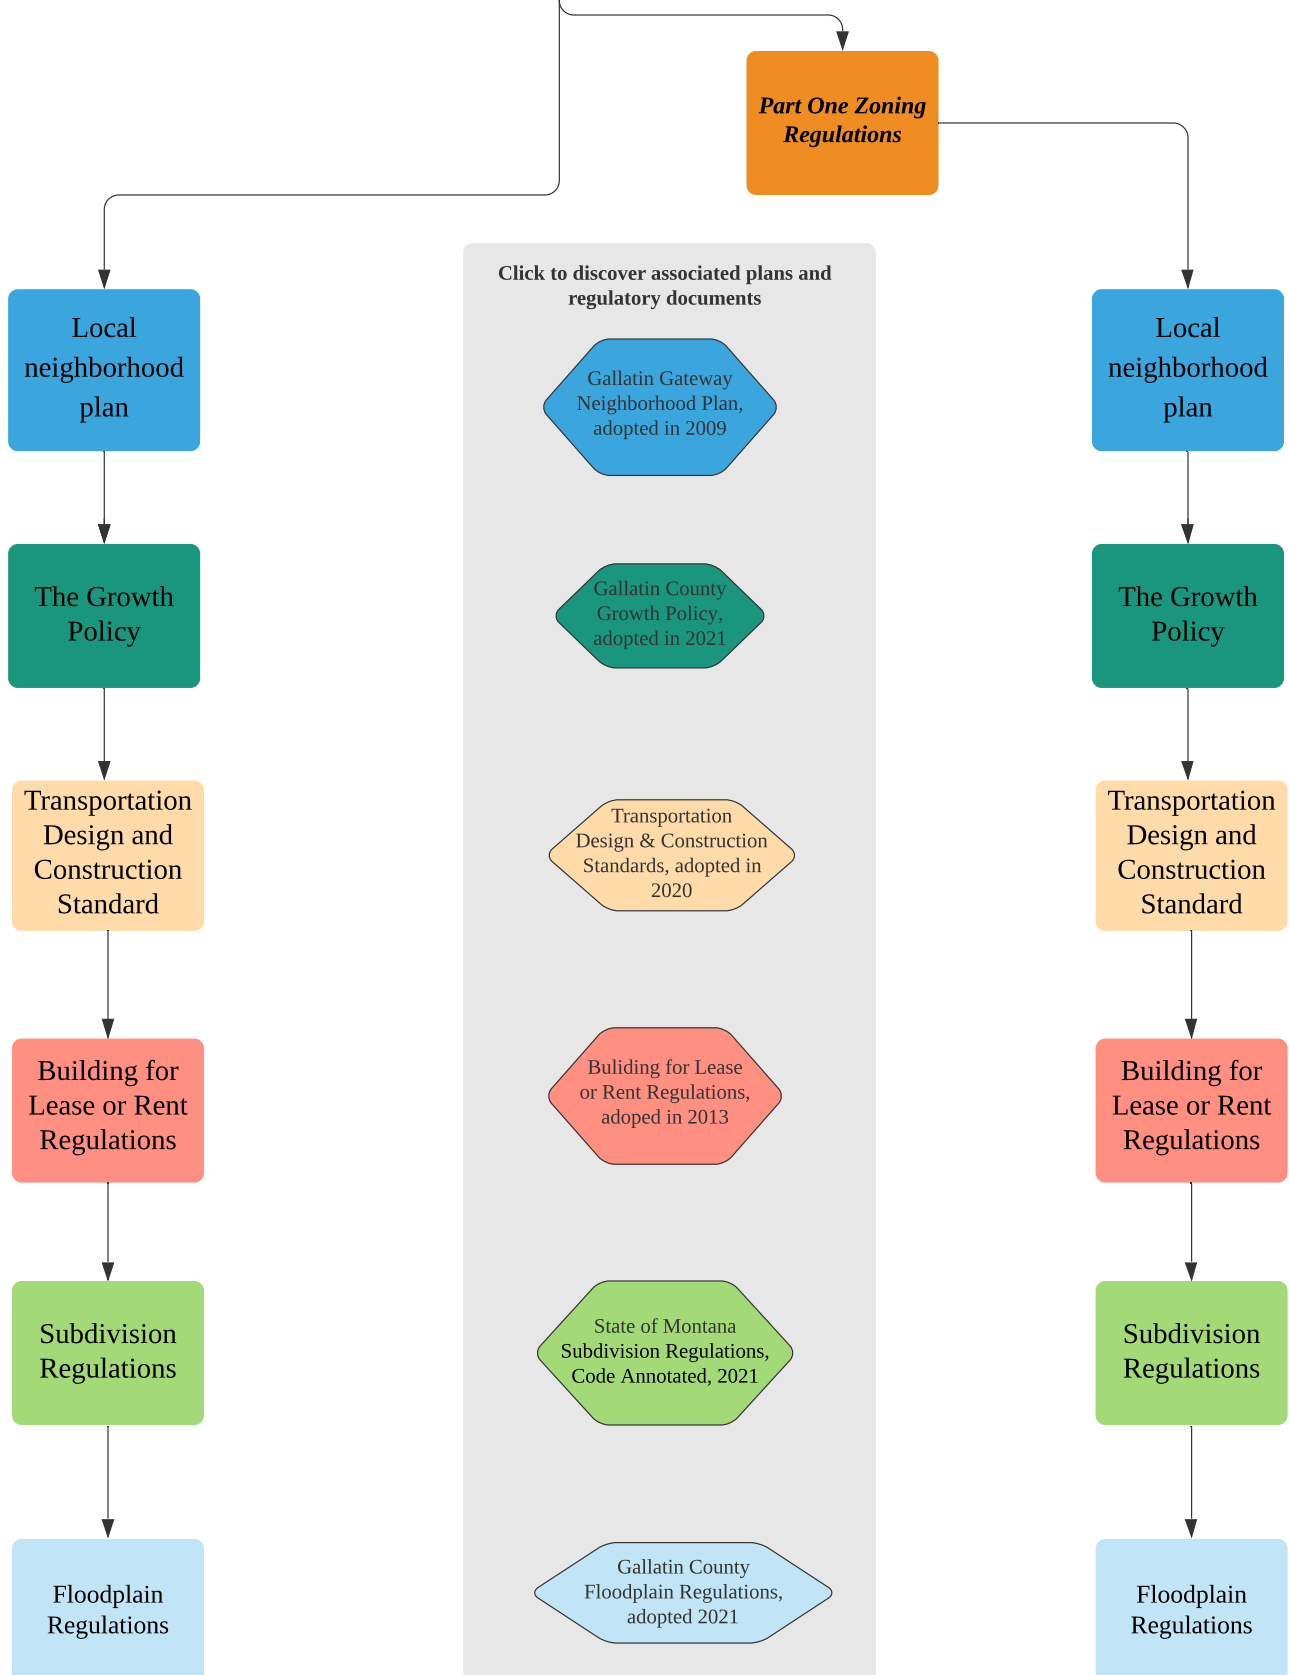 Part One Zoning
Regulations
Click to discover associated plans and
regulatory documents
Local
neighborhood
plan
Gallatin Gateway
Neighborhood Plan,
adopted in 2009
Local
neighborhood
plan
The Growth
Policy
Gallatin County
Growth Policy,
adopted in 2021
The Growth
Policy
Transportation
Design and
Construction
Standard
Transportation
Design & Construction
Standards, adopted in
2020
Transportation
Design and
Construction
Standard
Building for
Lease or Rent
Regulations
Buliding for Lease
or Rent Regulations,
adoped in 2013
Building for
Lease or Rent
Regulations
Subdivision
Regulations
State of Montana
Subdivision Regulations,
Code Annotated, 2021
Subdivision
Regulations
Floodplain
Regulations
Gallatin County
Floodplain Regulations,
adopted 2021
Floodplain
Regulations